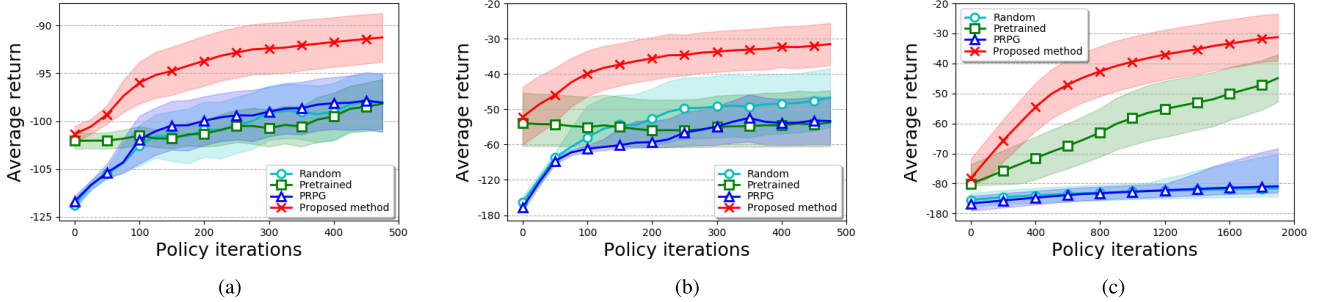 -90
-95
-100
-105
-125
Average return
0 100 200 300 400 500
Policy iterations
Random
Pretrained
PRPG
Proposed method
(a)
-20
-30
-40
-50
-60
-120
-180
Average return
0 100 200 300 400 500
Policy iterations
Random
Pretrained
PRPG
Proposed method
(b)
-20
-30
-40
-50
-60
-70
-80
-180
Average return
0 400 800 1200 1600 2000
Policy iterations
Random
Pretrained
PRPG
Proposed method
(c)